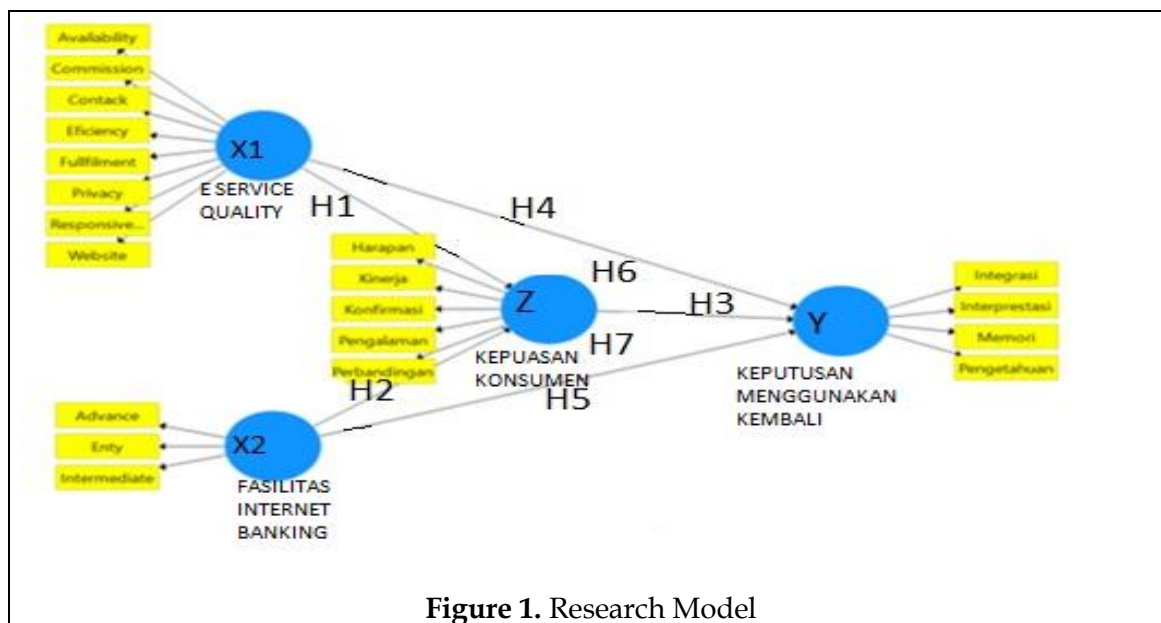 Availability
Commission
Contack
Eficiency
Fullfilment
Privacy
Responsive...
Website
X1
E SERVICE
QUALITY
H1
H4
Harapan
Kinerja
Konfirmasi
Pengalaman
Perbandingan
Z
KEPUASAN
KONSUMEN
H6
H3
H7
H2
H5
Y
KEPUTUSAN
MENGGUNAKAN
KEMBALI
Integrasi
Interprestasi
Memori
Pengetahuan
Advance
Enty
Intermediate
X2
FASILITAS
INTERNET
BANKING
Figure 1. Research Model